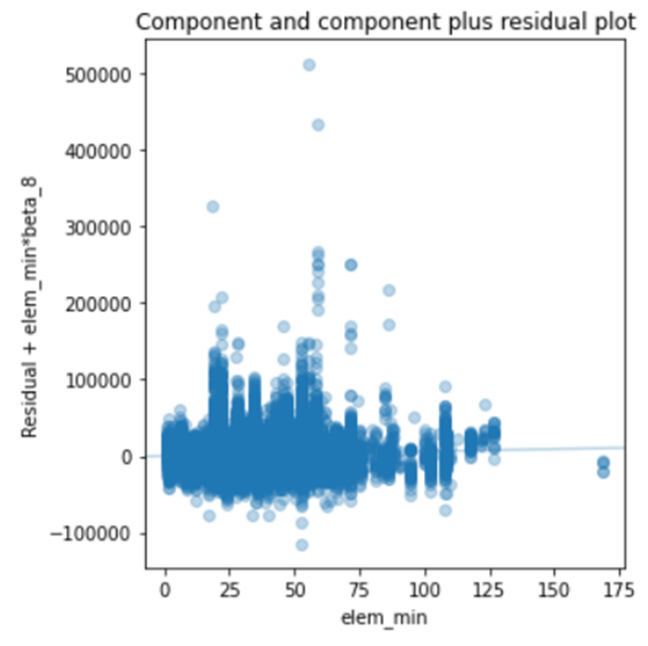 Component and component plus residual plot
500000
400000
300000
200000
100000
0
−100000
Residual + elem_min*beta_8
0 25 50 75 100 125 150 175
elem_min